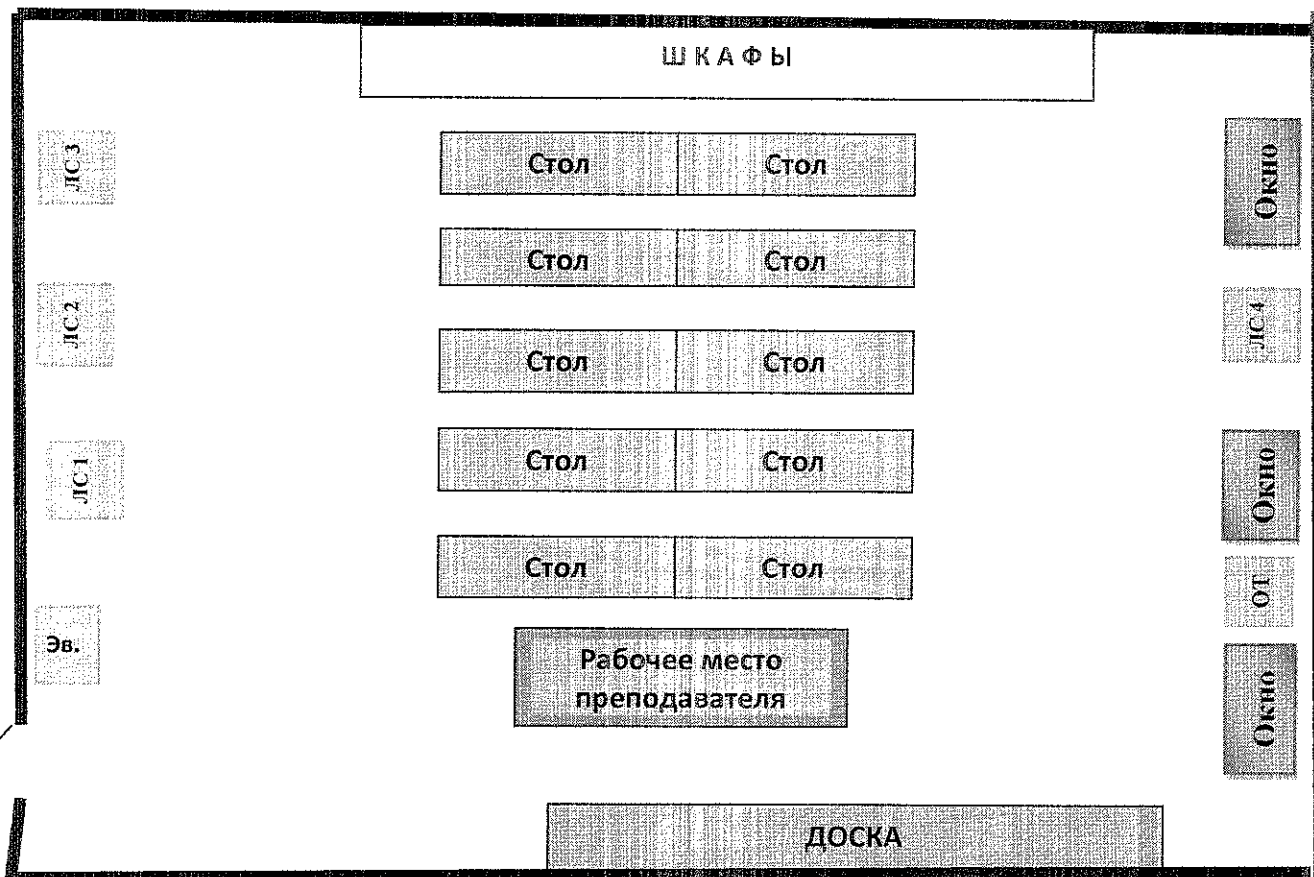 ШКАФЫ
ЛС 3
Стол Стол
Окно
Стол Стол
ЛС 2
ЛС 4
Стол Стол
ЛС 1
Стол Стол
Окно
Стол Стол
ОТ
Эв.
Рабочее место
преподавателя
Окно
ДОСКА